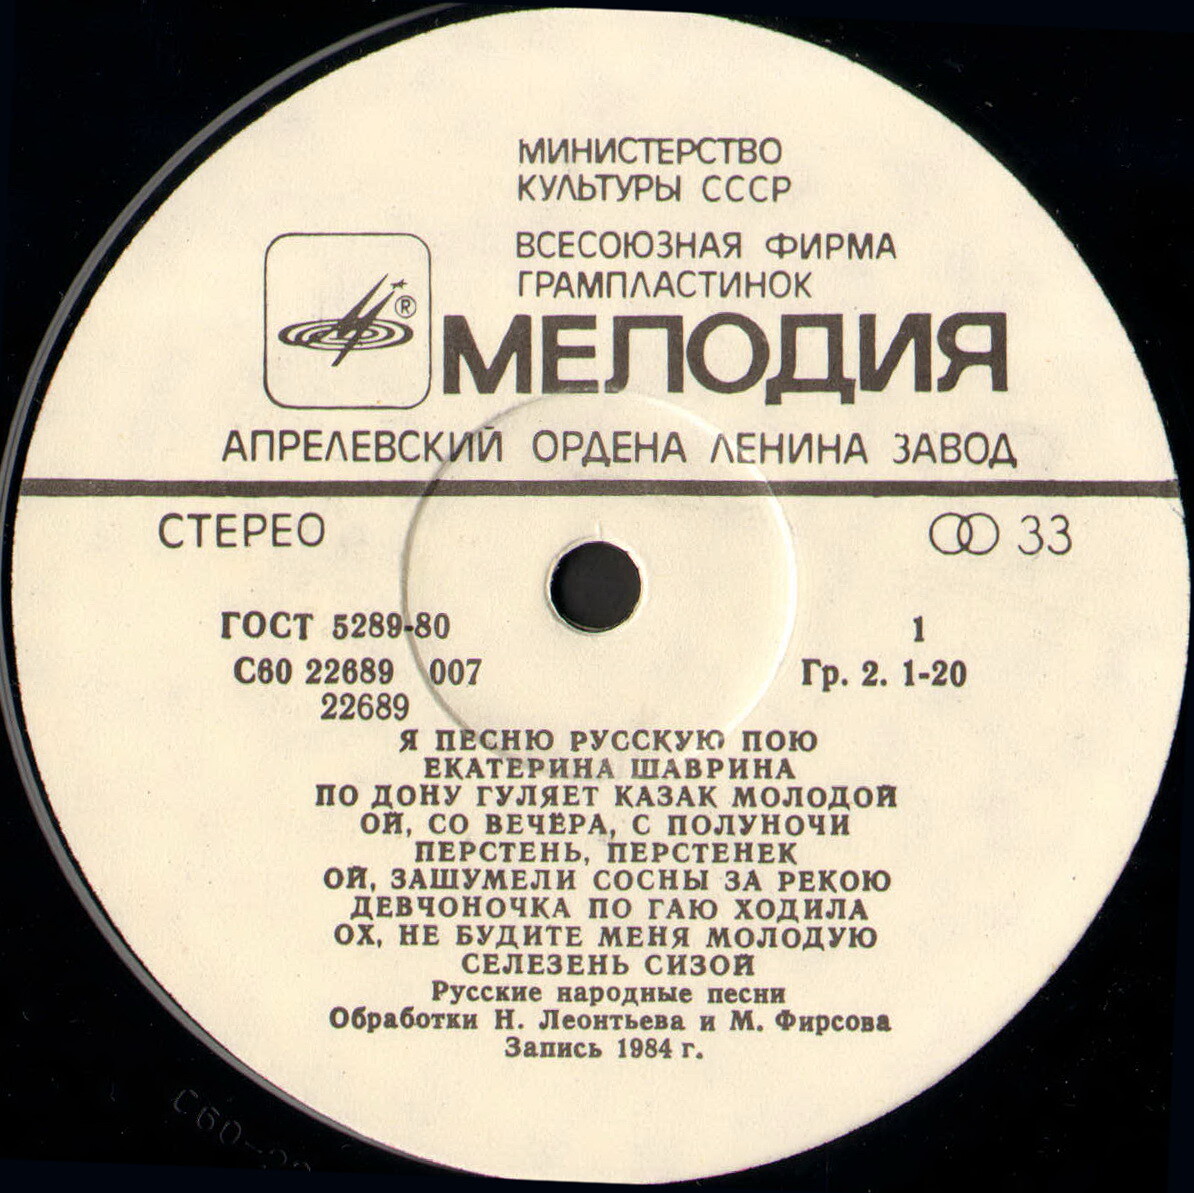 МИНИСТЕРСТВО
КУЛЬТУРЫ СССР
ВСЕСОЮЗНАЯ ФИРМА
ГРАМПЛАСТИНОК
®
МЕЛОДИЯ
АПРЕЛЕВСКИЙ ОРДЕНА ЛЕНИНА ЗАВОД
СТЕРЕО 33
ГОСТ 5289-80 1
С60 22689 007 Гр. 2. 1-20
22689
Я ПЕСНЮ РУССКУЮ ПОЮ
ЕКАТЕРИНА ШАВРИНА
ПО ДОНУ ГУЛЯЕТ КАЗАК МОЛОДОЙ
ОЙ, СО ВЕЧЁРА, С ПОЛУНОЧИ
ПЕРСТЕНЬ, ПЕРСТЕНЕК
ОЙ, ЗАШУМЕЛИ СОСНЫ ЗА РЕКОЮ
ДЕВЧОНОЧКА ПО ГАЮ ХОДИЛА
ОХ, НЕ БУДИТЕ МЕНЯ МОЛОДУЮ
СЕЛЕЗЕНЬ СИЗОЙ
Русские народные песни
Обработки Н. Леонтьева и М. Фирсова
Запись 1984 г.